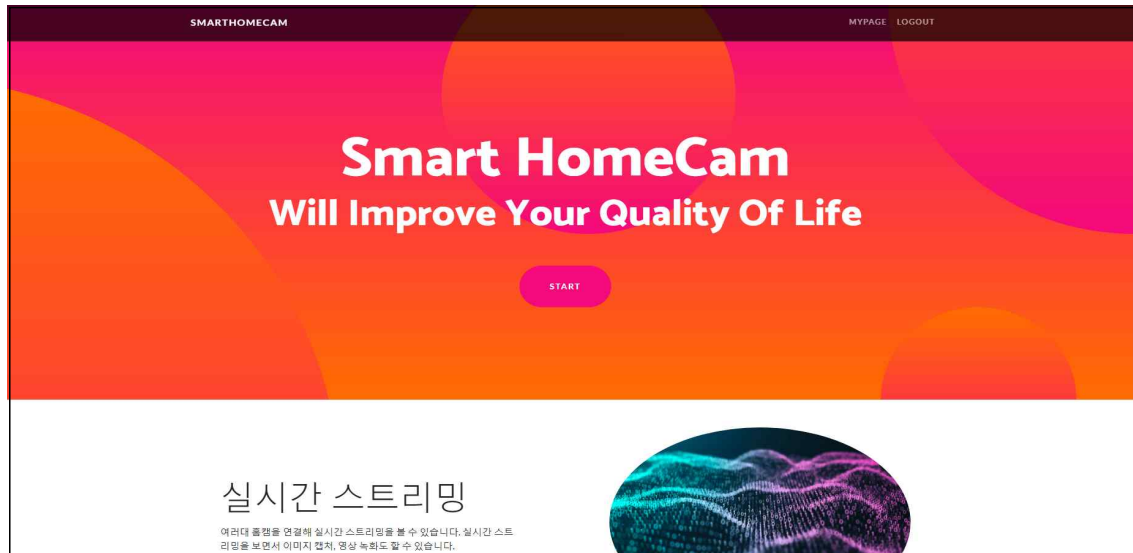 SMARTHOMECAM
MYPAGE LOGOUT
Smart HomeCam
Will Improve Your Quality Of Life
START
실시간 스트리밍
여러대 홈캠을 연결해 실시간 스트리밍을 볼 수 있습니다. 실시간 스트
리밍을 보면서 이미지 캡처, 영상 녹화도 할 수 있습니다.